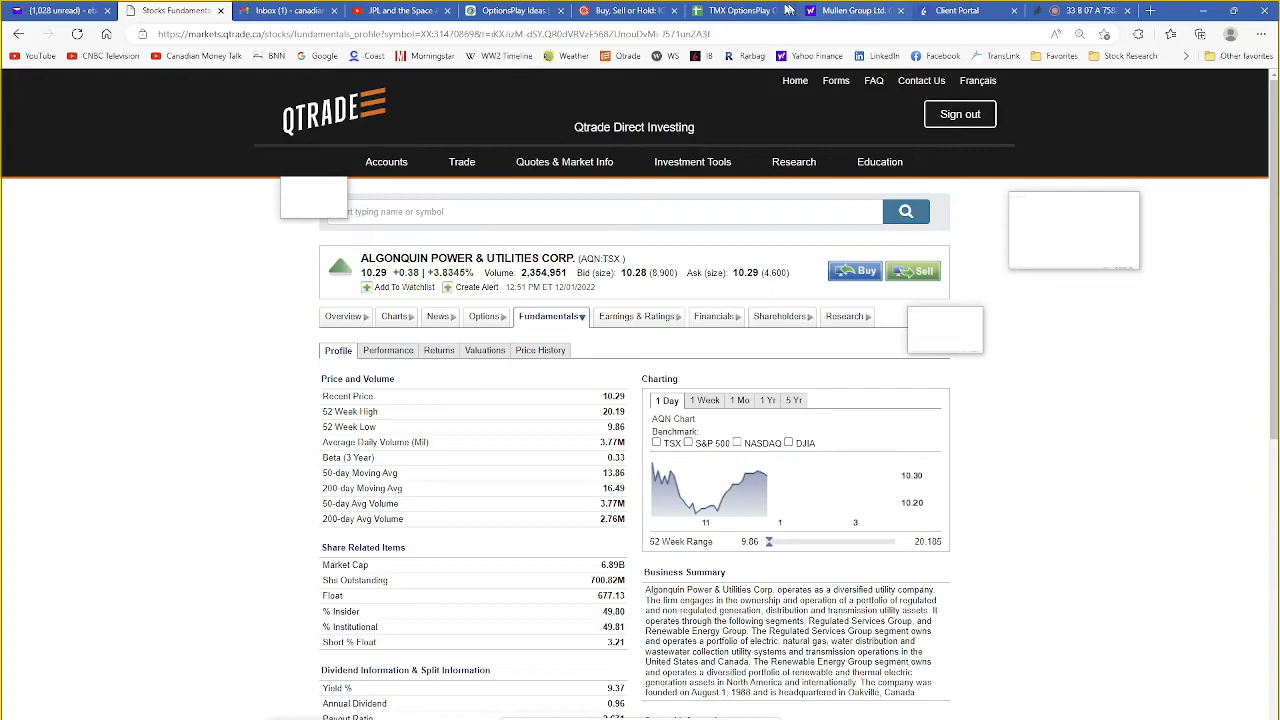 (1,028 unread) - eb
Stocks Fundamenta
Inbox (1) - canadian
JPL and the Space A
OptionsPlay Ideas |
Buy, Sell or Hold: IC
TMX OptionsPlay C
Mullen Group Ltd. (
Client Portal
33 B 07 A 758
YouTube CNBC Television Canadian Money Talk BNN Google Coast Morningstar WW2 Timeline Weather Qtrade WS !8 Rarbag Yahoo Finance LinkedIn Facebook TransLink Favorites Stock Research Other favorites
Home Forms FAQ Contact Us Français
QTRADE
Sign out
Qtrade Direct Investing
Accounts Trade Quotes & Market Info Investment Tools Research Education
typing name or symbol
ALGONQUIN POWER & UTILITIES CORP. (AQN:TSX )
10.29 +0.38 | +3.8345% Volume: 2,354,951 Bid (size): 10.28 (8,900) Ask (size): 10.29 (4,600)
Buy Sell
Add To Watchlist Create Alert 12:51 PM ET 12/01/2022
Overview Charts News Options Fundamentals Earnings & Ratings Financials Shareholders Research
Profile Performance Returns Valuations Price History
Price and Volume
Recent Price 10.29
52 Week High 20.19
52 Week Low 9.86
Average Daily Volume (Mil) 3.77M
Beta (3 Year) 0.33
50-day Moving Avg 13.86
200-day Moving Avg 16.49
50-day Avg Volume 3.77M
200-day Avg Volume 2.76M
Share Related Items
Market Cap 6.89B
Shs Outstanding 700.82M
Float 677.13
% Insider 49.80
% Institutional 49.81
Short % Float 3.21
Dividend Information & Split Information
Yield % 9.37
Annual Dividend 0.96
Charting
1 Day 1 Week 1 Mo 1 Yr 5 Yr
AQN Chart
Benchmark:
TSX S&P 500 NASDAQ DJIA
10.30
10.20
11 1 3
52 Week Range 9.86 20.185
Business Summary
Algonquin Power & Utilities Corp. operates as a diversified utility company.
The firm engages in the ownership and operation of a portfolio of regulated
and non-regulated generation, distribution and transmission utility assets. It
operates through the following segments: Regulated Services Group, and
Renewable Energy Group. The Regulated Services Group segment owns
and operates a portfolio of electric, natural gas, water distribution and
wastewater collection utility systems and transmission operations in the
United States and Canada. The Renewable Energy Group segment owns
and operates a diversified portfolio of renewable and thermal electric
generation assets in North America and internationally. The company was
founded on August 1, 1988 and is headquartered in Oakville, Canada.